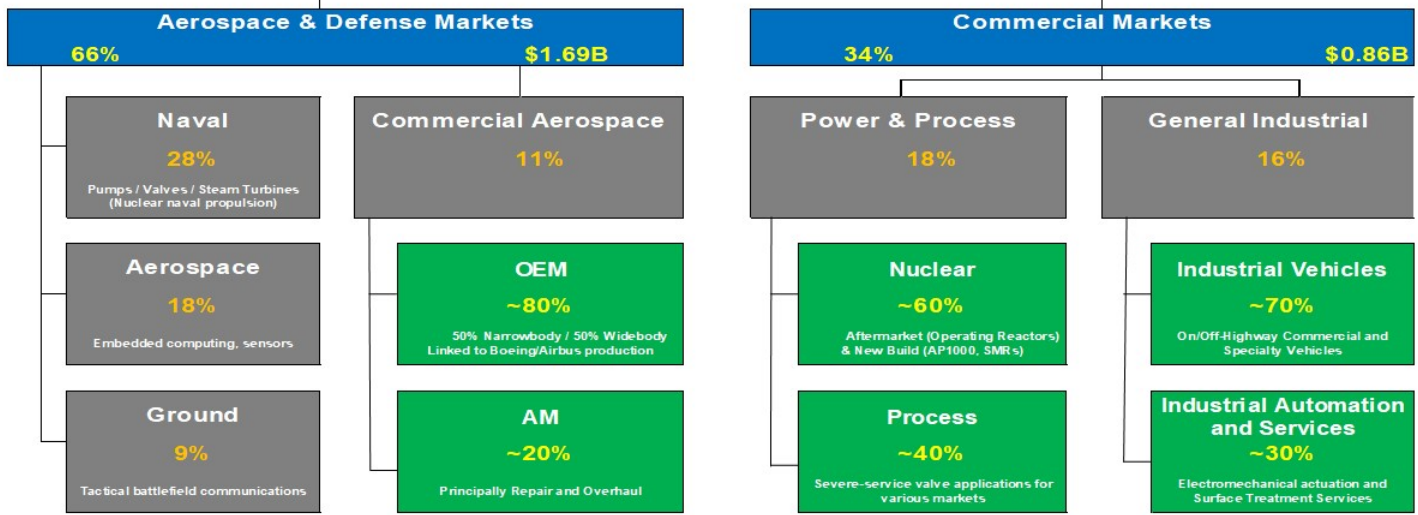 Aerospace & Defense Markets
66% $1.69B
Naval
28%
Pumps / Valves / Steam Turbines
(Nuclear naval propulsion)
Aerospace
18%
Embedded computing, sensors
Ground
9%
Tactical battlefield communications
Commercial Aerospace
11%
OEM
~80%
50% Narrowbody / 50% Widebody
Linked to Boeing/Airbus production
AM
~20%
Principally Repair and Overhaul
Commercial Markets
34% $0.86B
Power & Process
18%
Nuclear
~60%
Aftermarket (Operating Reactors)
& New Build (AP1000, SMRs)
Process
~40%
Severe-service valve applications for
various markets
General Industrial
16%
Industrial Vehicles
~70%
On/Off-Highway Commercial and
Specialty Vehicles
Industrial Automation
and Services
~30%
Electromechanical actuation and
Surface Treatment Services